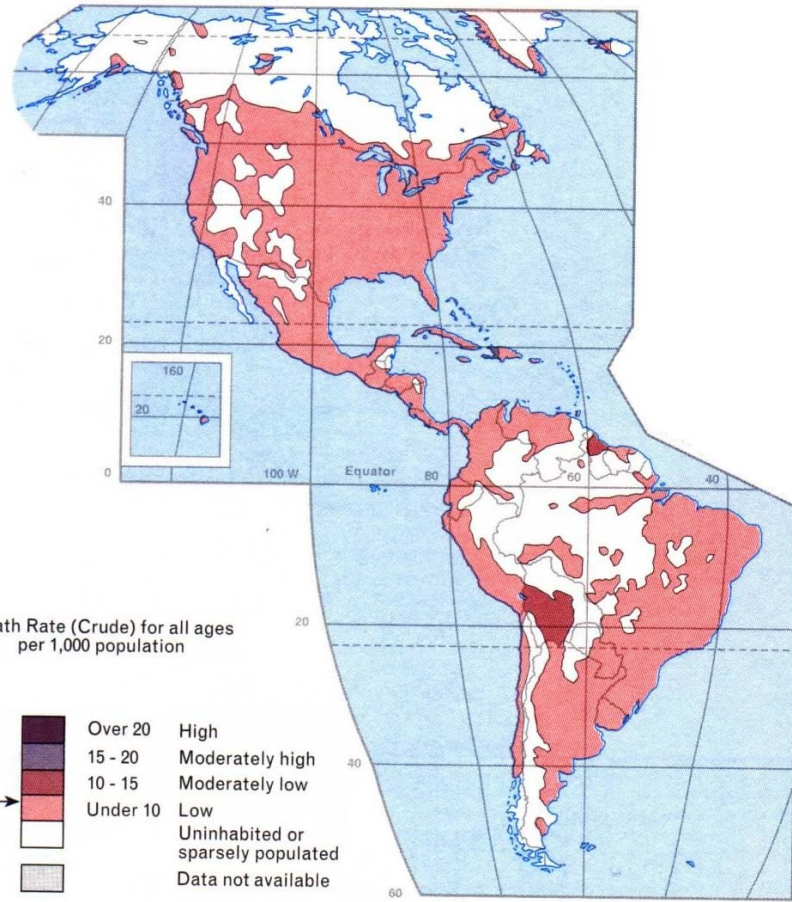 40
20
160
20
0
100 W
Equator
80
60
40
20
ath Rate (Crude) for all ages
per 1,000 population
40
Over 20 High
15 - 20 Moderately high
10 - 15 Moderately low
Under 10 Low
Uninhabited or
sparsely populated
Data not available
60